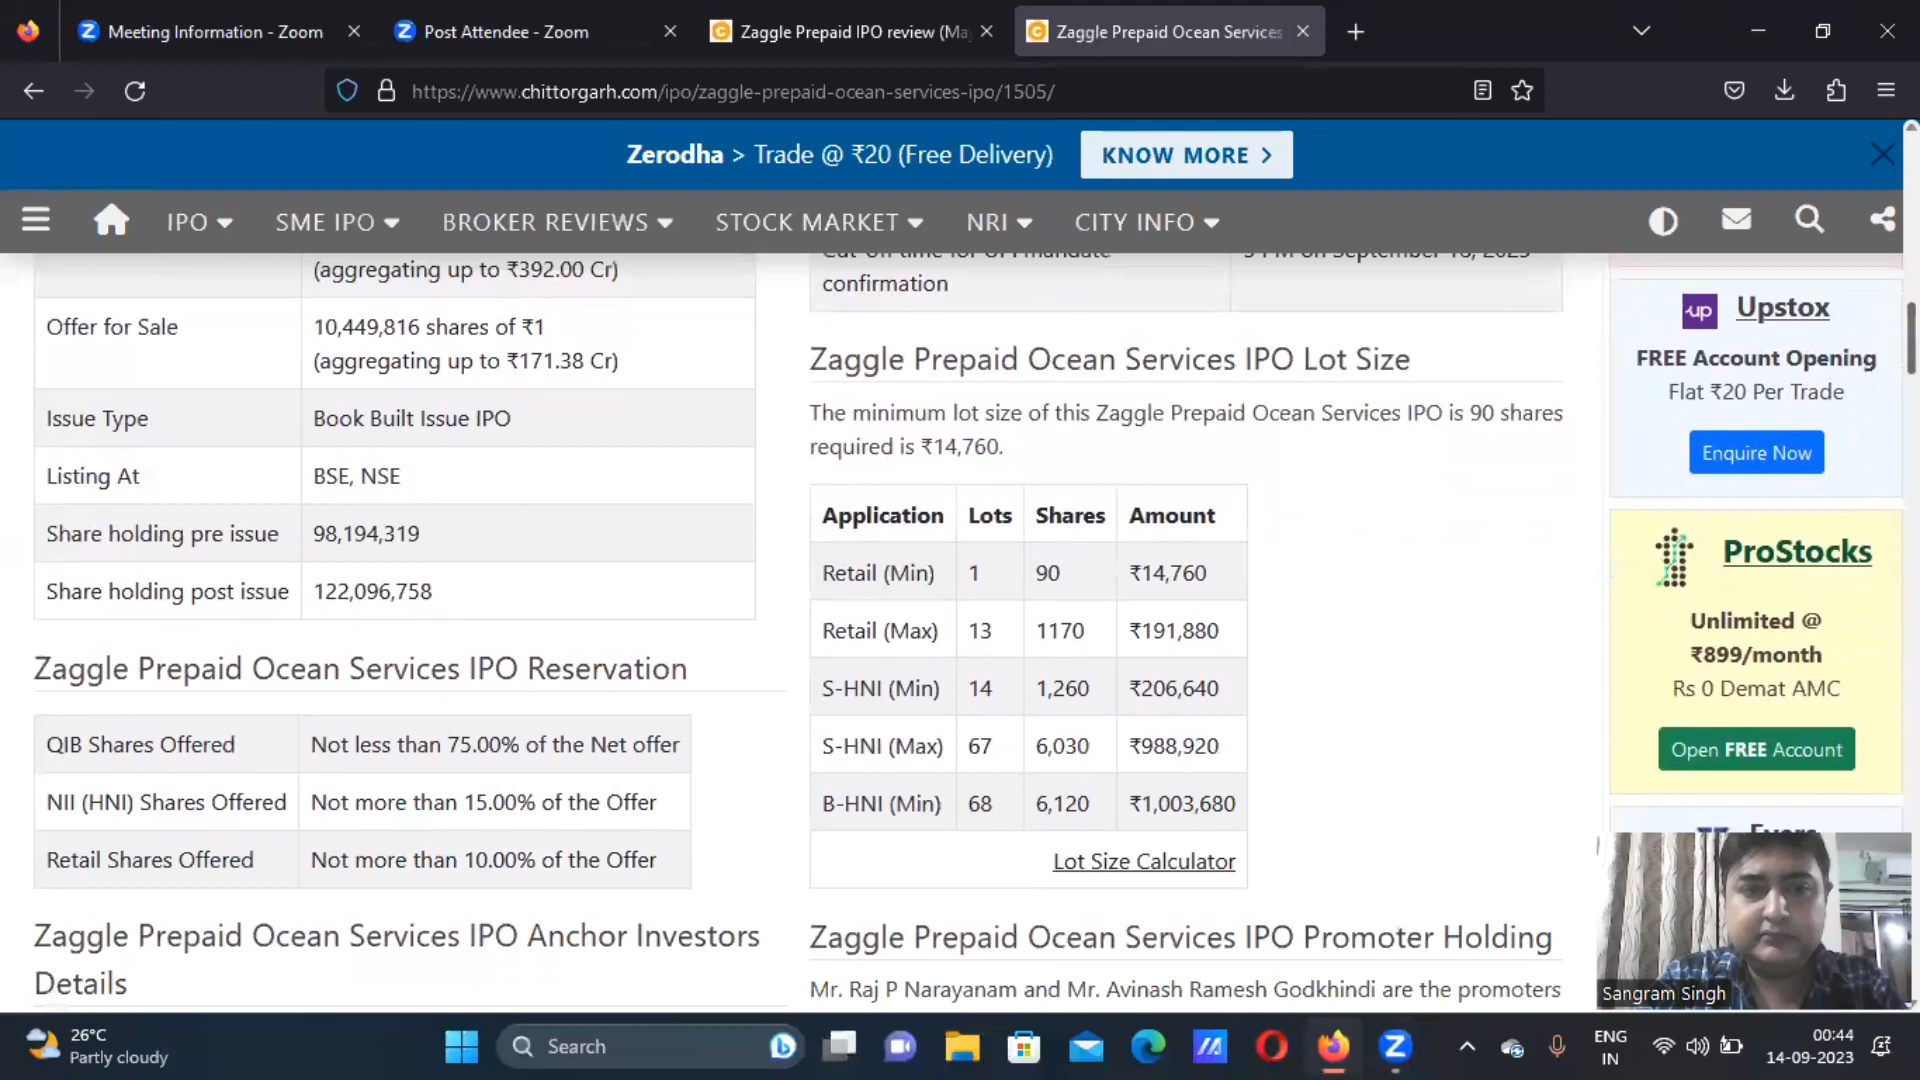 Meeting Information - Zoom
Post Attendee - Zoom
Zaggle Prepaid IPO review (Ma
Zaggle Prepaid Ocean Services
https://www.chittorgarh.com/ipo/zaggle-prepaid-ocean-services-ipo/1505/
Zerodha > Trade @ ₹20 (Free Delivery)
KNOW MORE >
IPO
SME IPO
BROKER REVIEWS
STOCK MARKET
NRI
CITY INFO
(aggregating up to ₹392.00 Cr)
Offer for Sale
10,449,816 shares of ₹1
(aggregating up to ₹171.38 Cr)
Issue Type
Book Built Issue IPO
Listing At
BSE, NSE
Share holding pre issue
98,194,319
Share holding post issue
122,096,758
Zaggle Prepaid Ocean Services IPO Reservation
QIB Shares Offered
Not less than 75.00% of the Net offer
NII (HNI) Shares Offered
Not more than 15.00% of the Offer
Retail Shares Offered
Not more than 10.00% of the Offer
Zaggle Prepaid Ocean Services IPO Anchor Investors
Details
Cut-off time for UPI mandate
confirmation
Zaggle Prepaid Ocean Services IPO Lot Size
The minimum lot size of this Zaggle Prepaid Ocean Services IPO is 90 shares
required is ₹14,760.
Application Lots Shares Amount
Retail (Min) 1 90 ₹14,760
Retail (Max) 13 1170 ₹191,880
S-HNI (Min) 14 1,260 ₹206,640
S-HNI (Max) 67 6,030 ₹988,920
B-HNI (Min) 68 6,120 ₹1,003,680
Lot Size Calculator
Zaggle Prepaid Ocean Services IPO Promoter Holding
Mr. Raj P Narayanam and Mr. Avinash Ramesh Godkhindi are the promoters
up Upstox
FREE Account Opening
Flat ₹20 Per Trade
Enquire Now
ProStocks
Unlimited @
₹899/month
Rs 0 Demat AMC
Open FREE Account
Sangram Singh
26°C
Partly cloudy
Search
ENG
IN
00:44
14-09-2023